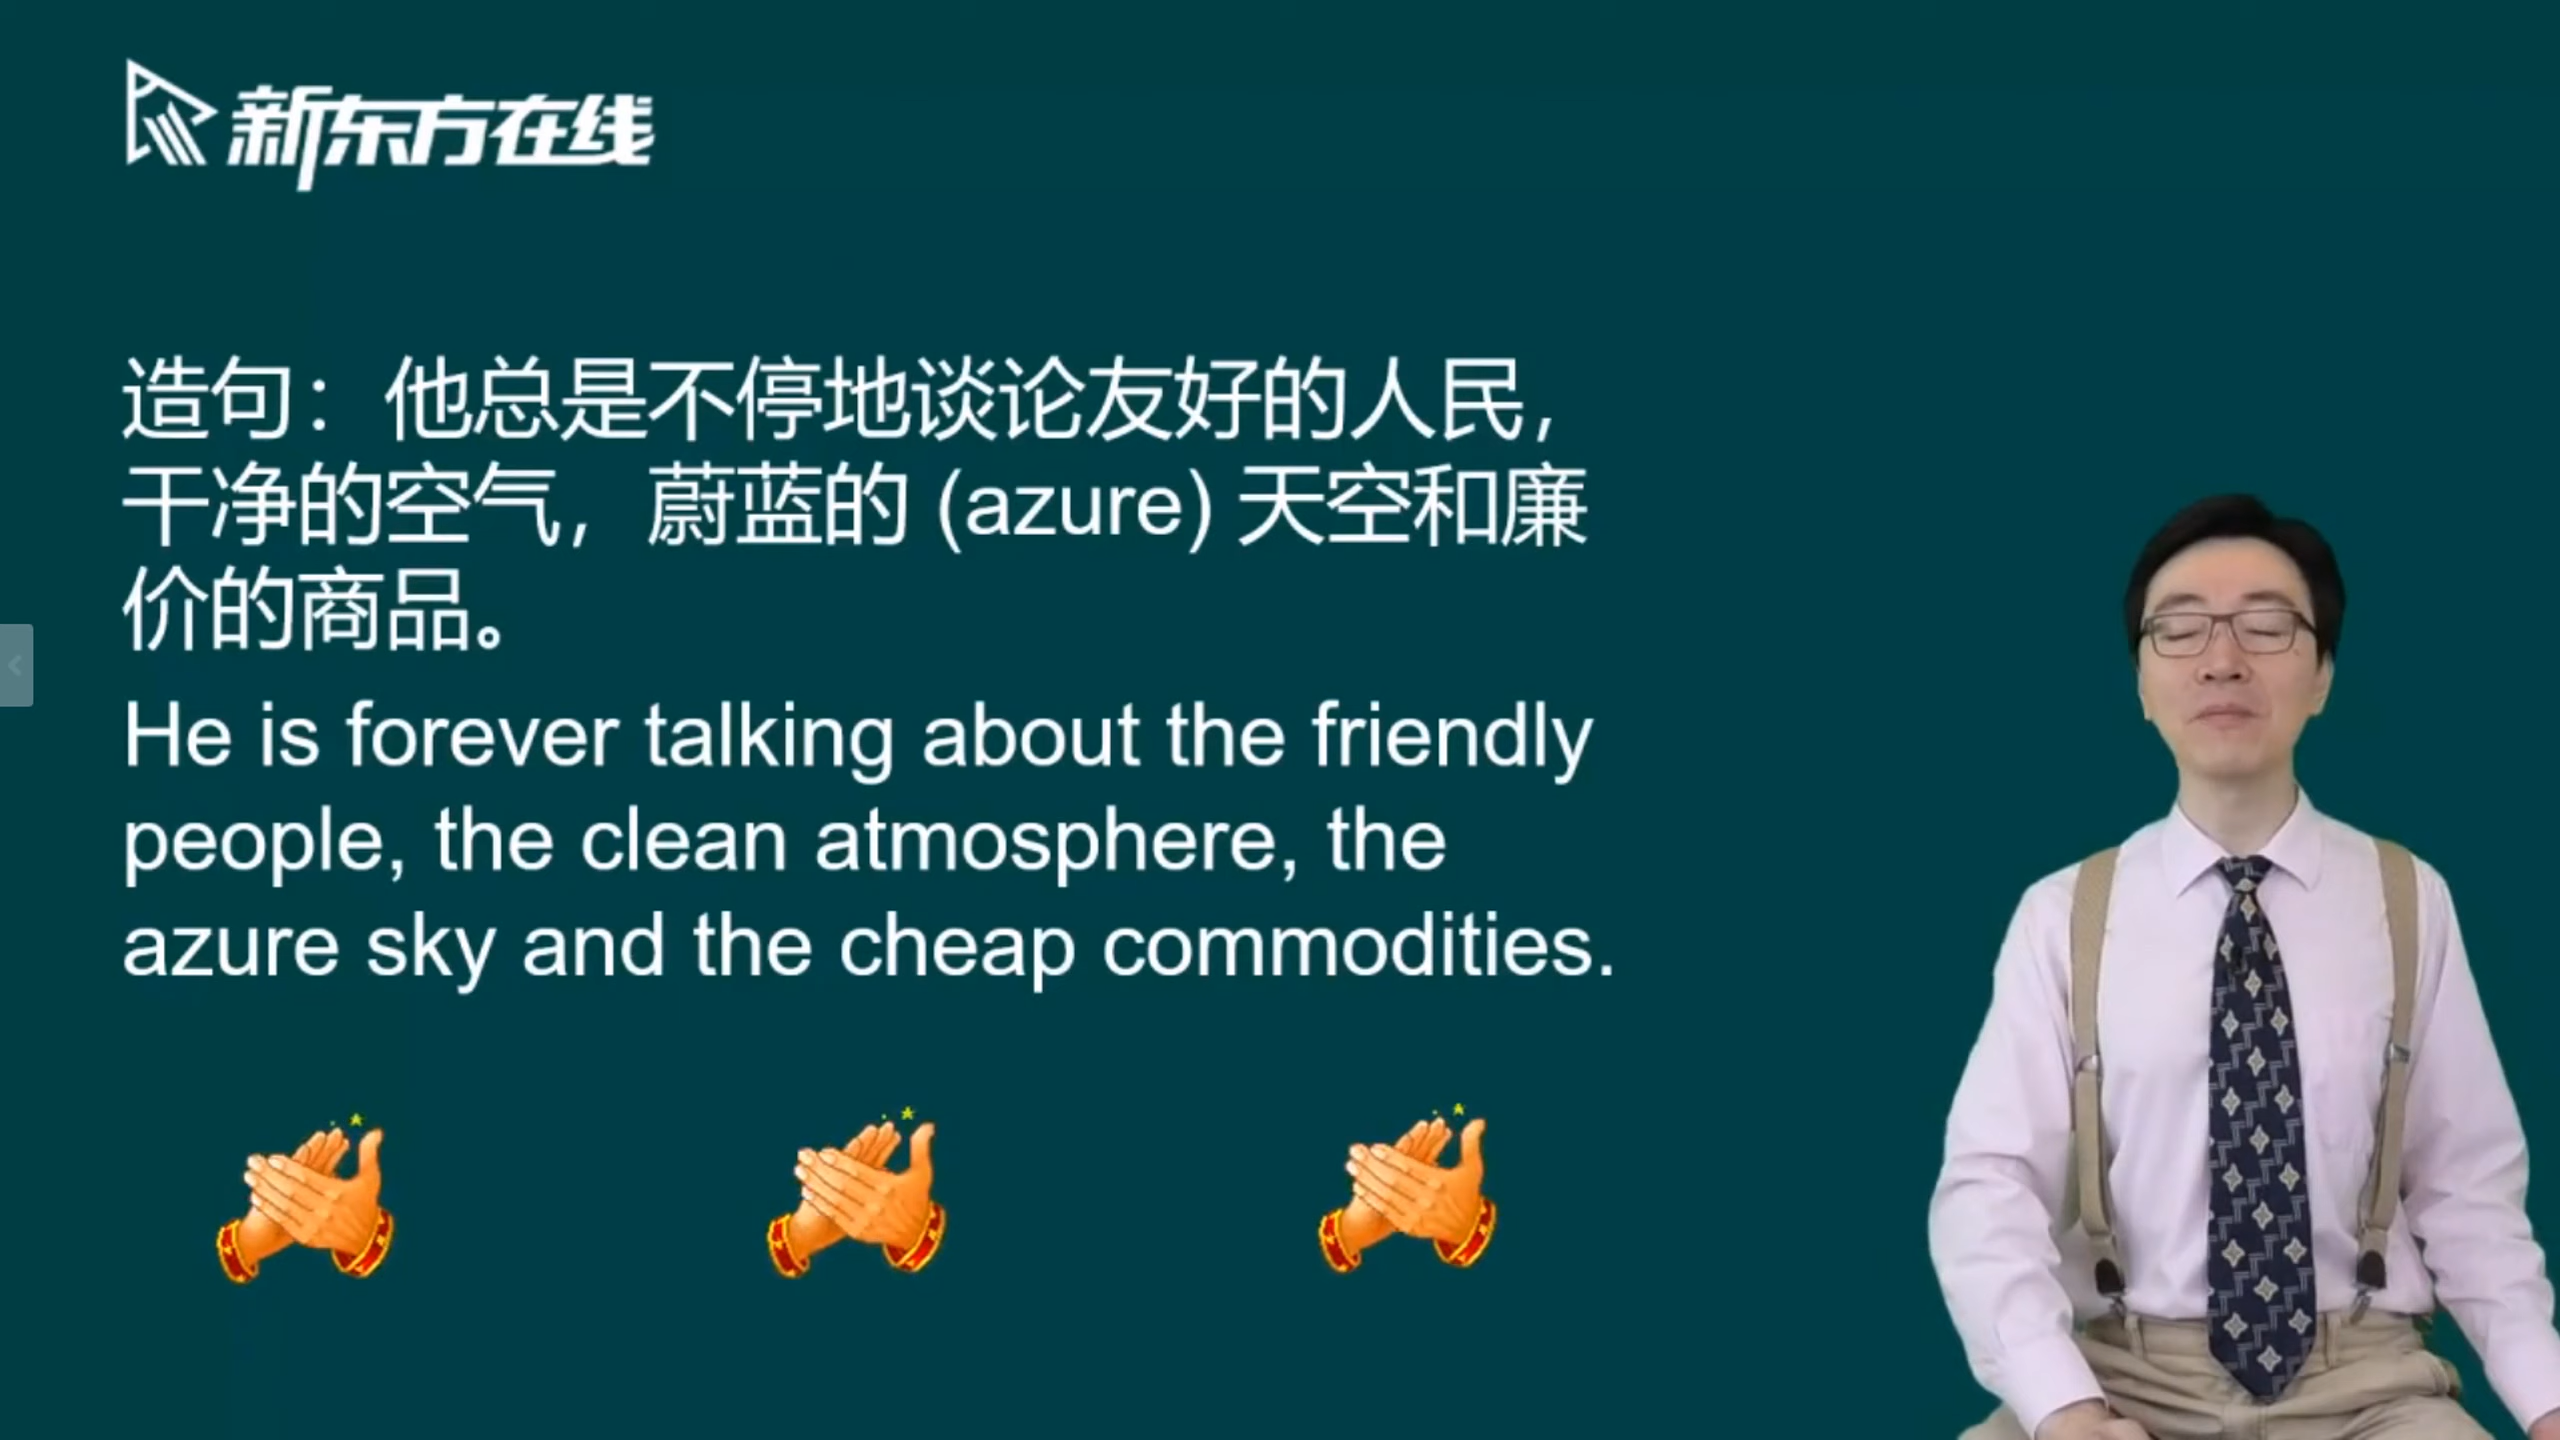 新东方在线
造句：他总是不停地谈论友好的人民，
干净的空气，蔚蓝的 (azure) 天空和廉
价的商品。
He is forever talking about the friendly
people, the clean atmosphere, the
azure sky and the cheap commodities.